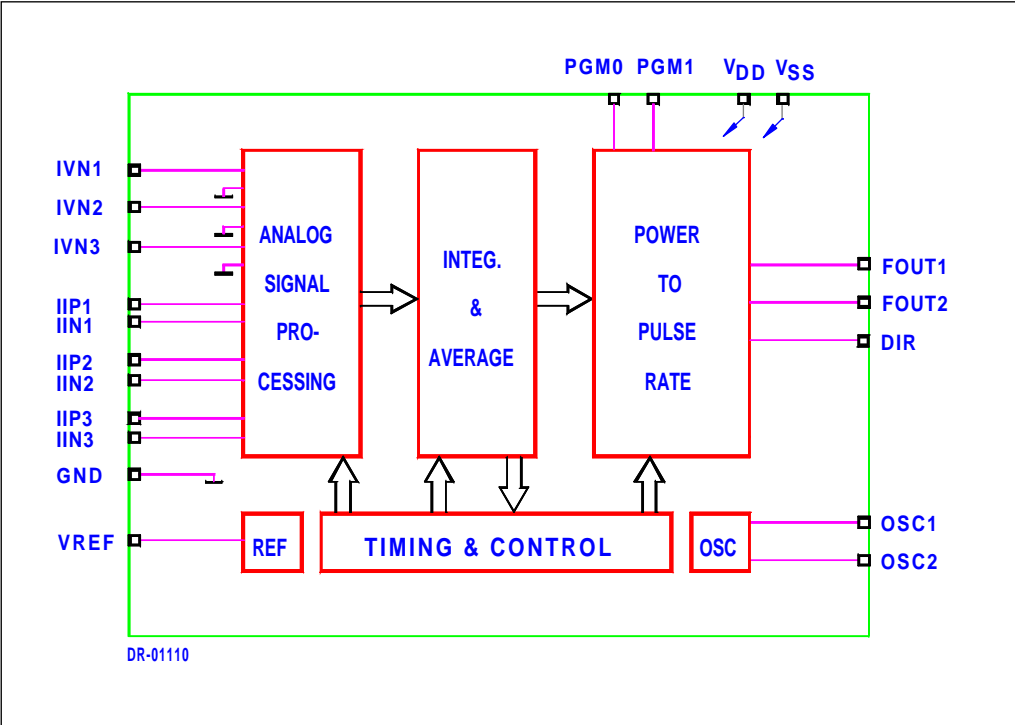 PGM0 PGM1 VDD VSS
IVN1
IVN2
IVN3
IIP1
IIN1
IIP2
IIN2
IIP3
IIN3
GND
VREF
ANALOG
SIGNAL
PRO-
CESSING
INTEG.
&
AVERAGE
POWER
TO
PULSE
RATE
FOUT1
FOUT2
DIR
REF
TIMING & CONTROL
OSC
OSC1
OSC2
DR-01110